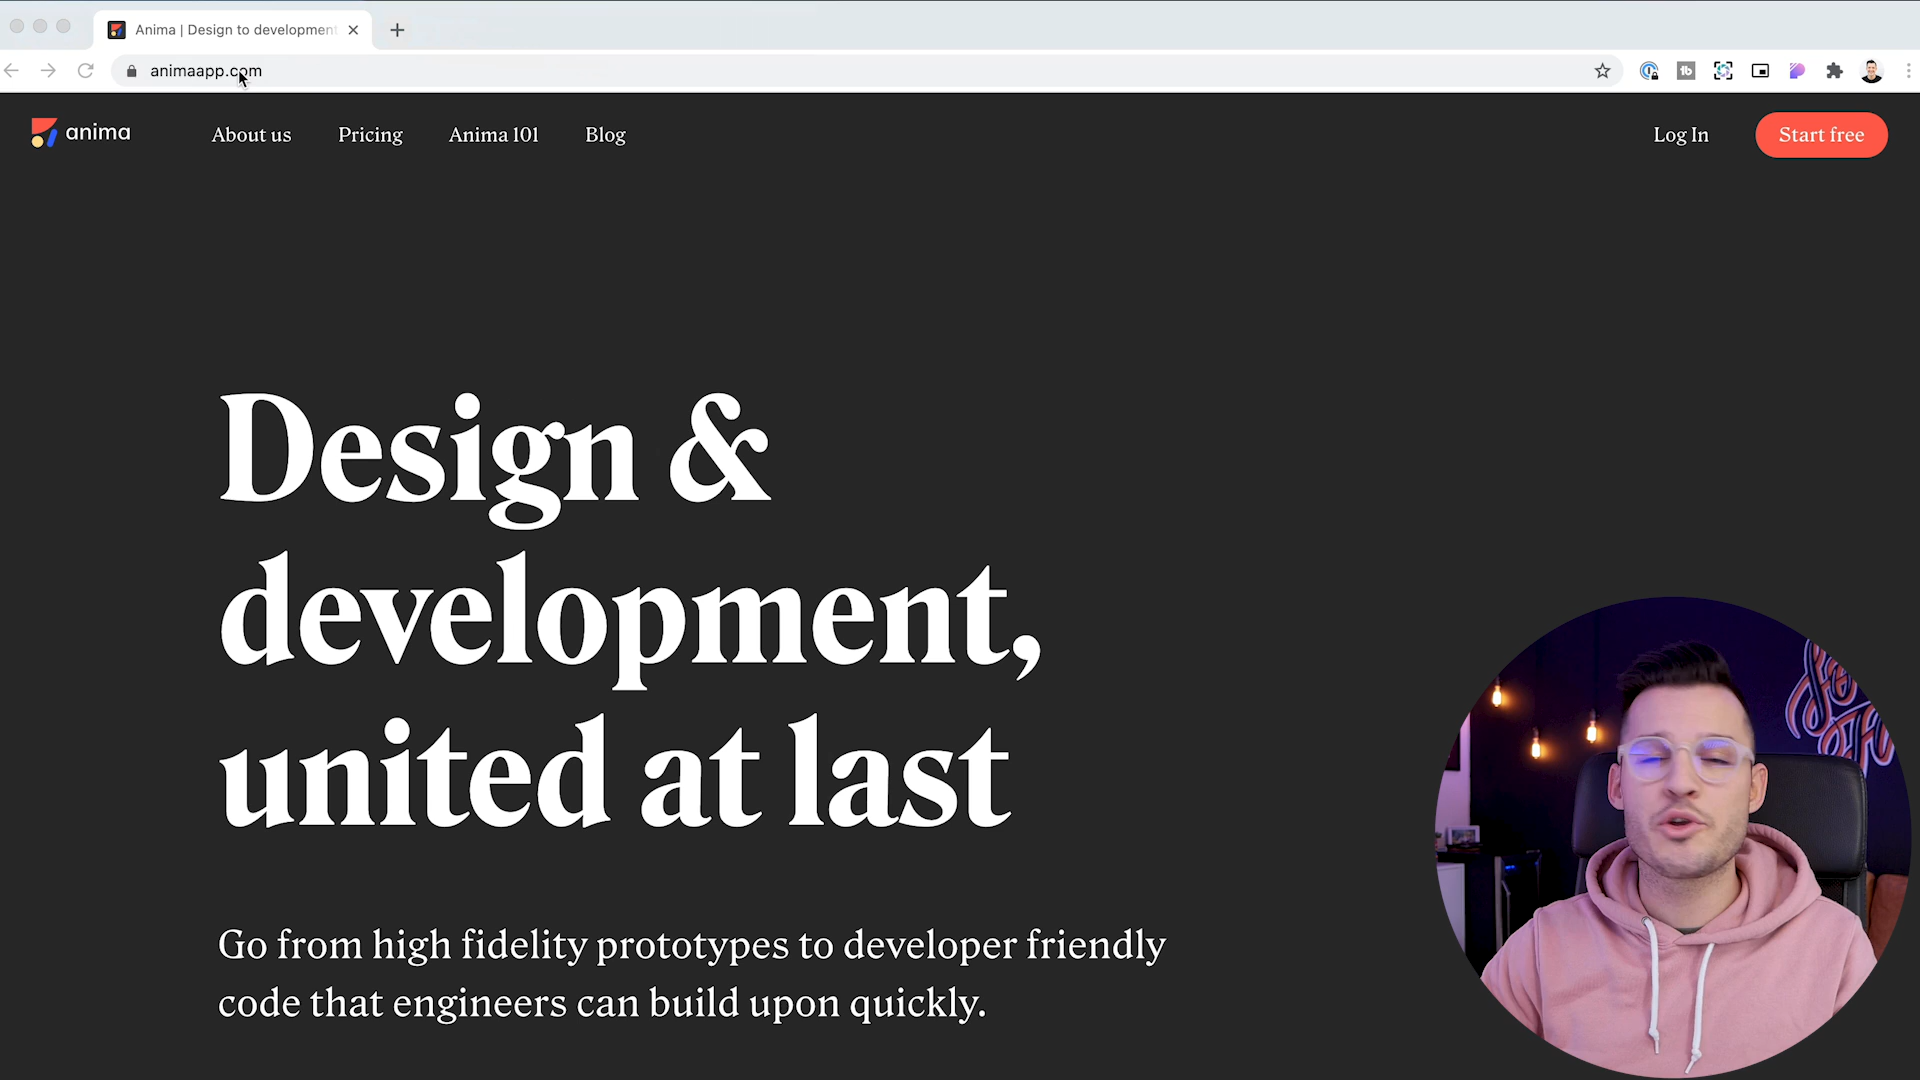 Anima | Design to development
animaapp.com
anima
About us
Pricing
Anima 101
Blog
Log In
Start free
Design &
development,
united at last
Go from high fidelity prototypes to developer friendly
code that engineers can build upon quickly.